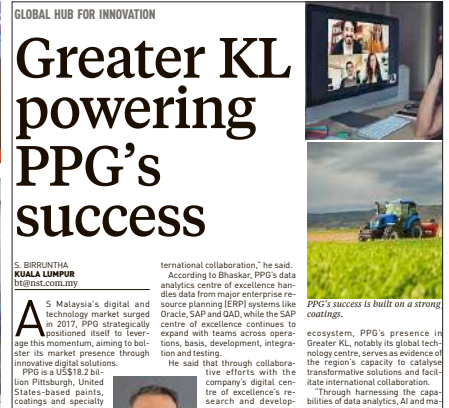 GLOBAL HUB FOR INNOVATION
Greater KL
powering
PPG's
success
S. BIRRUNTHA
KUALA LUMPUR
bt@nst.com.my
AS Malaysia's digital and
technology market surged
in 2017, PPG strategically
positioned itself to lever-
age this momentum, aiming to bol-
ster its market presence through
innovative digital solutions.
PPG is a US$18.2 bil-
lion Pittsburgh, United
States-based paints,
coatings and specialty
ternational collaboration," he said.
According to Bhaskar, PPG's data
analytics centre of excellence han-
dles data from major enterprise re-
source planning (ERP) systems like
Oracle, SAP and QAD, while the SAP
centre of excellence continues to
expand with teams across opera-
tions, basis, development, integra-
tion and testing.
He said that through collabora-
tive efforts with the
company's digital cen-
tre of excellence's re-
search and develop-
PPG's success is built on a strong
coatings.
ecosystem, PPG's presence in
Greater KL, notably its global tech-
nology centre, serves as evidence of
the region's capacity to catalyse
transformative solutions and facil-
itate international collaboration.
"Through harnessing the capa-
bilities of data analytics, AI and ma-